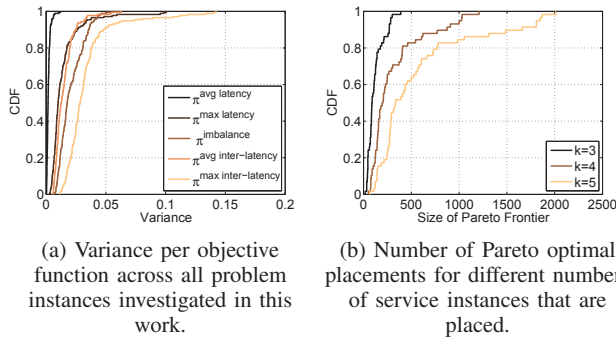 1
0.8
0.6
0.4
0.2
0
CDF
0 0.05 0.1 0.15 0.2
Variance
π^avg latency
π^max latency
π^imbalance
π^avg inter−latency
π^max inter−latency
1
0.8
0.6
0.4
0.2
0
CDF
0 500 1000 1500 2000 2500
Size of Pareto Frontier
k=3
k=4
k=5
(a) Variance per objective
function across all problem
instances investigated in this
work.
(b) Number of Pareto optimal
placements for different number
of service instances that are
placed.